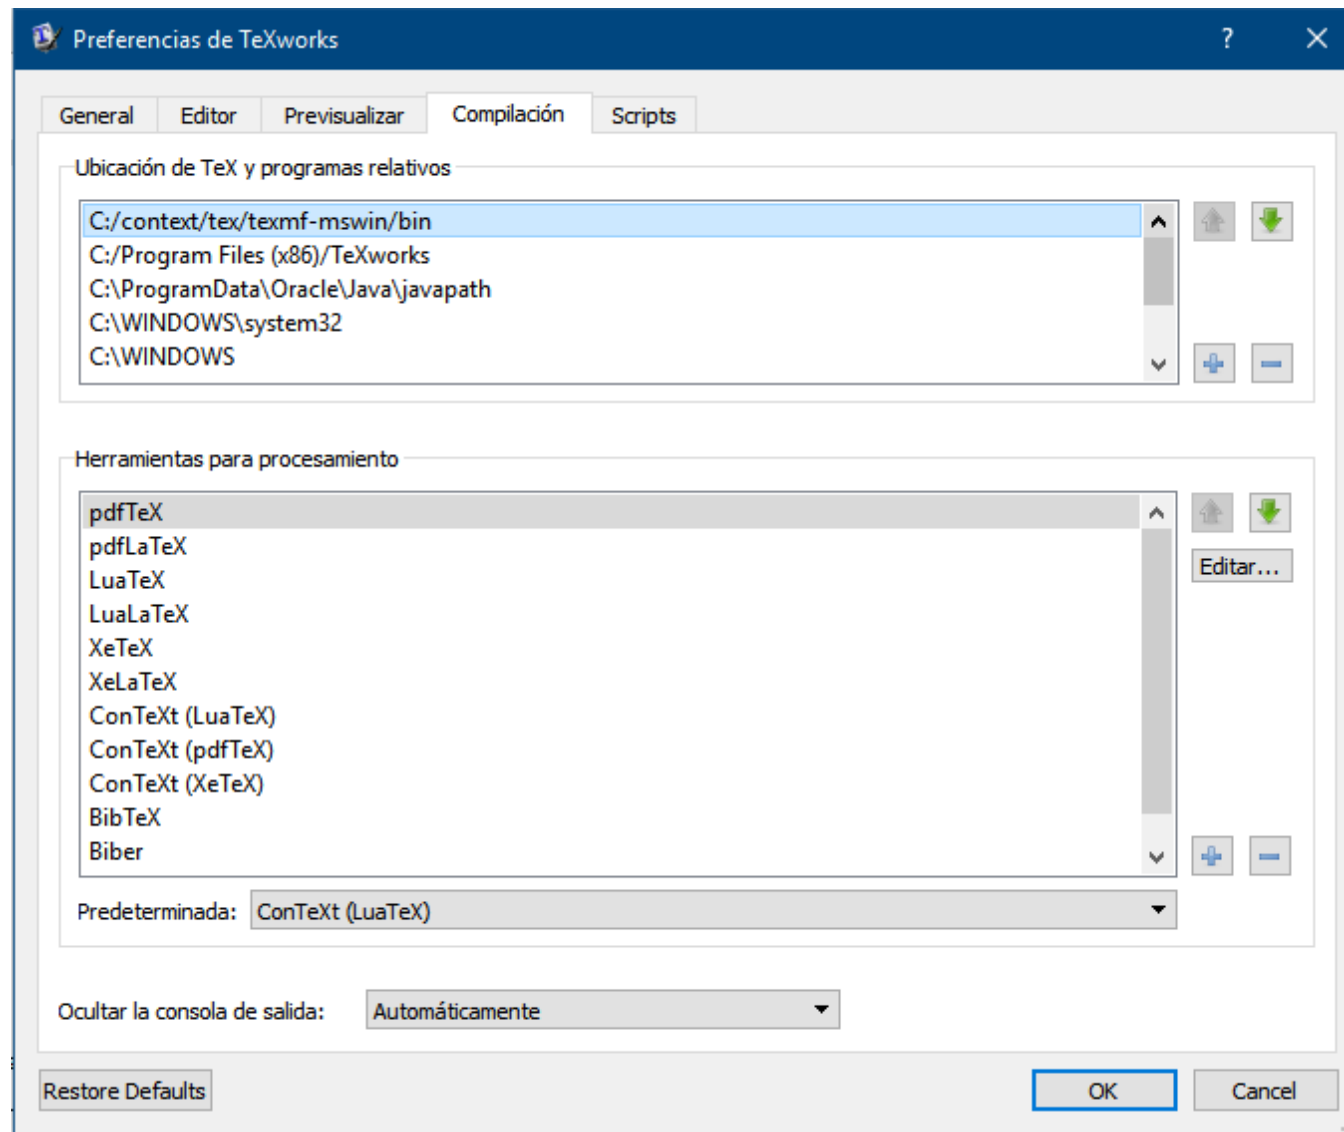 Preferencias de TeXworks
?
General Editor Previsualizar Compilación Scripts
Ubicación de TeX y programas relativos
C:/context/tex/texmf-mswin/bin
C:/Program Files (x86)/TeXworks
C:\ProgramData\Oracle\Java\javapath
C:\WINDOWS\system32
C:\WINDOWS
Herramientas para procesamiento
pdfTeX
pdfLaTeX
Editar...
LuaTeX
LuaLaTeX
XeTeX
XeLaTeX
ConTeXt (LuaTeX)
ConTeXt (pdfTeX)
ConTeXt (XeTeX)
BibTeX
Biber
Predeterminada: ConTeXt (LuaTeX)
Ocultar la consola de salida: Automáticamente
Restore Defaults OK Cancel